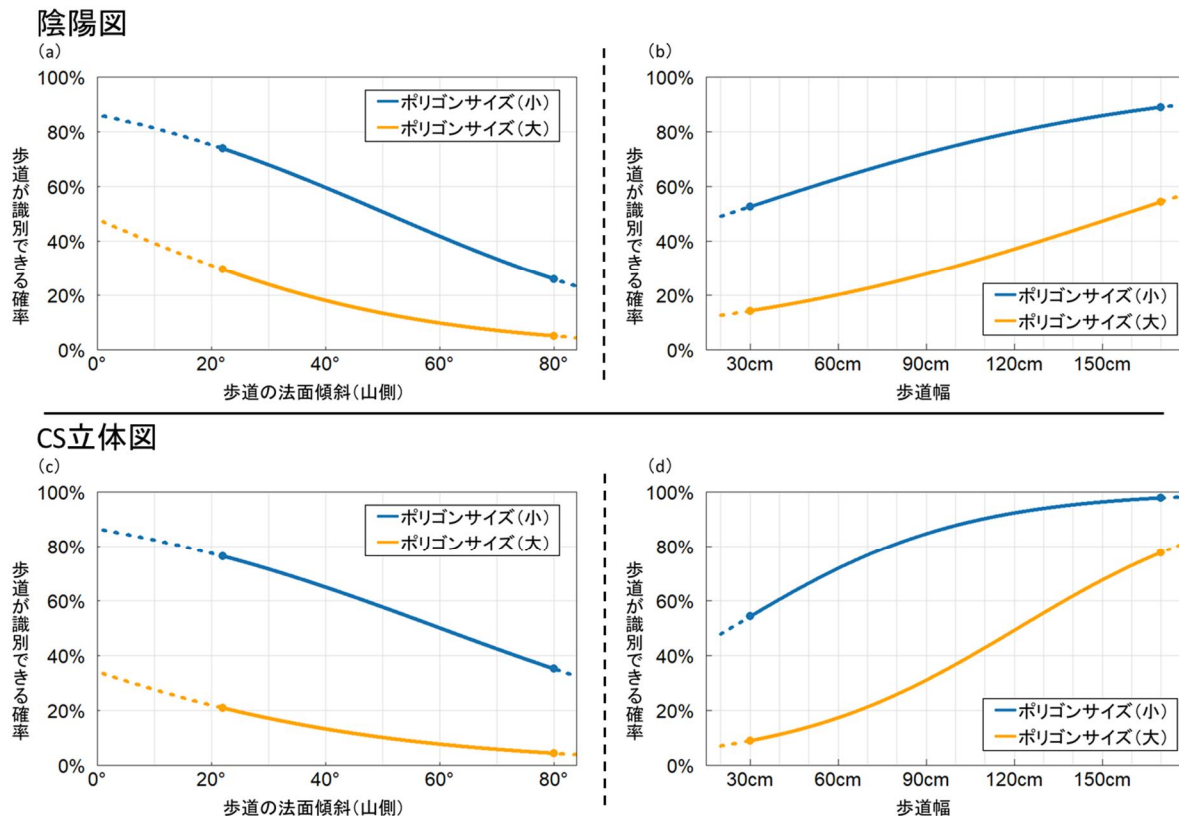 陰陽図
(a)
100%
80%
60%
40%
20%
0%
歩道が識別できる確率
ポリゴンサイズ(小)
ポリゴンサイズ(大)
0° 20° 40° 60° 80°
歩道の法面傾斜(山側)
(b)
100%
80%
60%
40%
20%
0%
歩道が識別できる確率
ポリゴンサイズ(小)
ポリゴンサイズ(大)
30cm 60cm 90cm 120cm 150cm
歩道幅
CS立体図
(c)
100%
80%
60%
40%
20%
0%
歩道が識別できる確率
ポリゴンサイズ(小)
ポリゴンサイズ(大)
0° 20° 40° 60° 80°
歩道の法面傾斜(山側)
(d)
100%
80%
60%
40%
20%
0%
歩道が識別できる確率
ポリゴンサイズ(小)
ポリゴンサイズ(大)
30cm 60cm 90cm 120cm 150cm
歩道幅